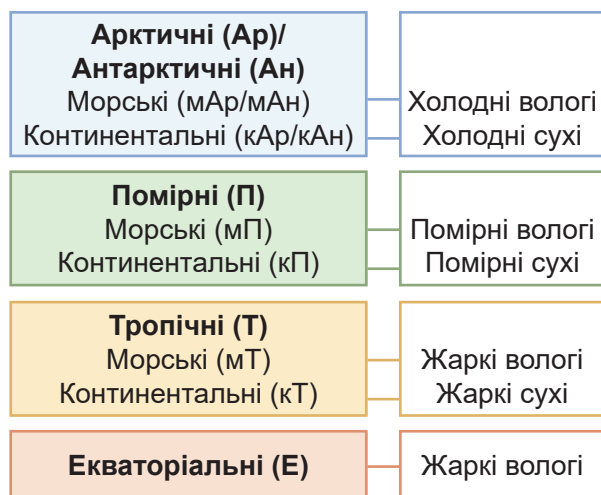 Арктичні (Ар)/
Антарктичні (Ан)
Морські (мАр/мАн) Холодні вологі
Континентальні (кАр/кАн) Холодні сухі
Помірні (П)
Морські (мП) Помірні вологі
Континентальні (кП) Помірні сухі
Тропічні (Т)
Морські (мТ) Жаркі вологі
Континентальні (кТ) Жаркі сухі
Екваторіальні (Е) Жаркі вологі